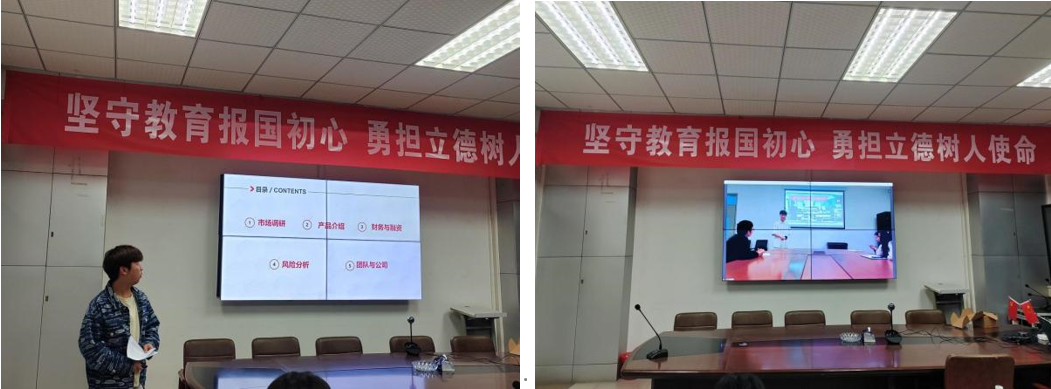 坚守教育报国初心 勇担立德树人
目录 / CONTENTS
1 市场调研
2 产品介绍
3 财务与融资
4 风险分析
5 团队与公司
坚守教育报国初心 勇担立德树人使命